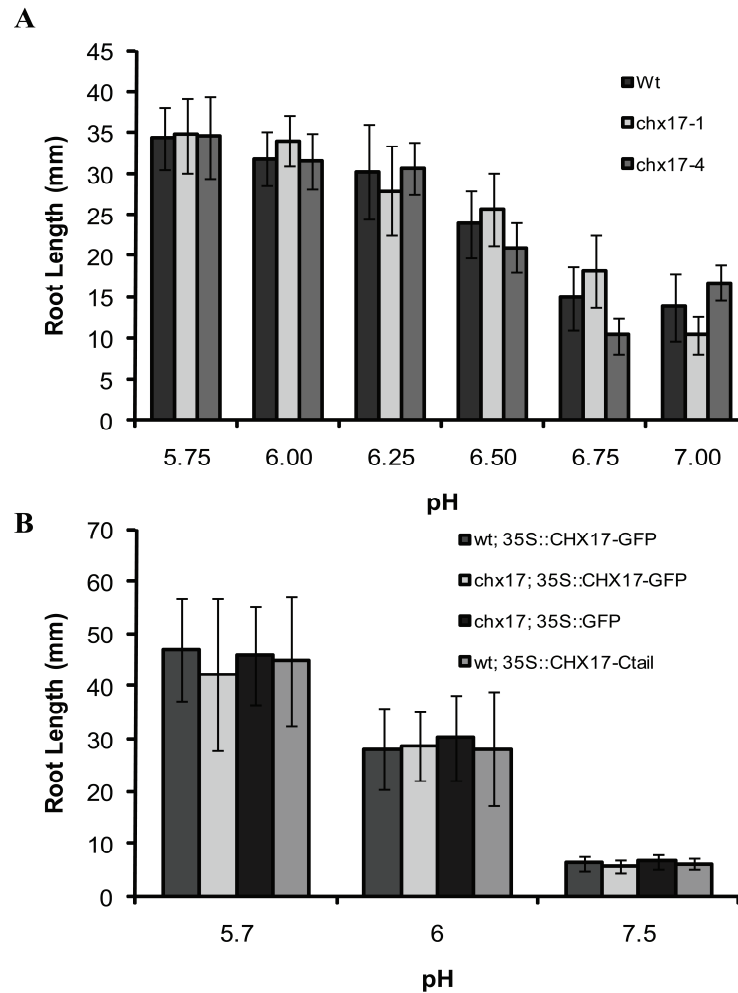 A
45
40
35
30
25
20
15
10
5
0
Root Length (mm)
Wt
chx17-1
chx17-4
5.75 6.00 6.25 6.50 6.75 7.00
pH
B
70
60
50
40
30
20
10
0
Root Length (mm)
wt; 35S::CHX17-GFP
chx17; 35S::CHX17-GFP
chx17; 35S::GFP
wt; 35S::CHX17-Ctail
5.7 6 7.5
pH